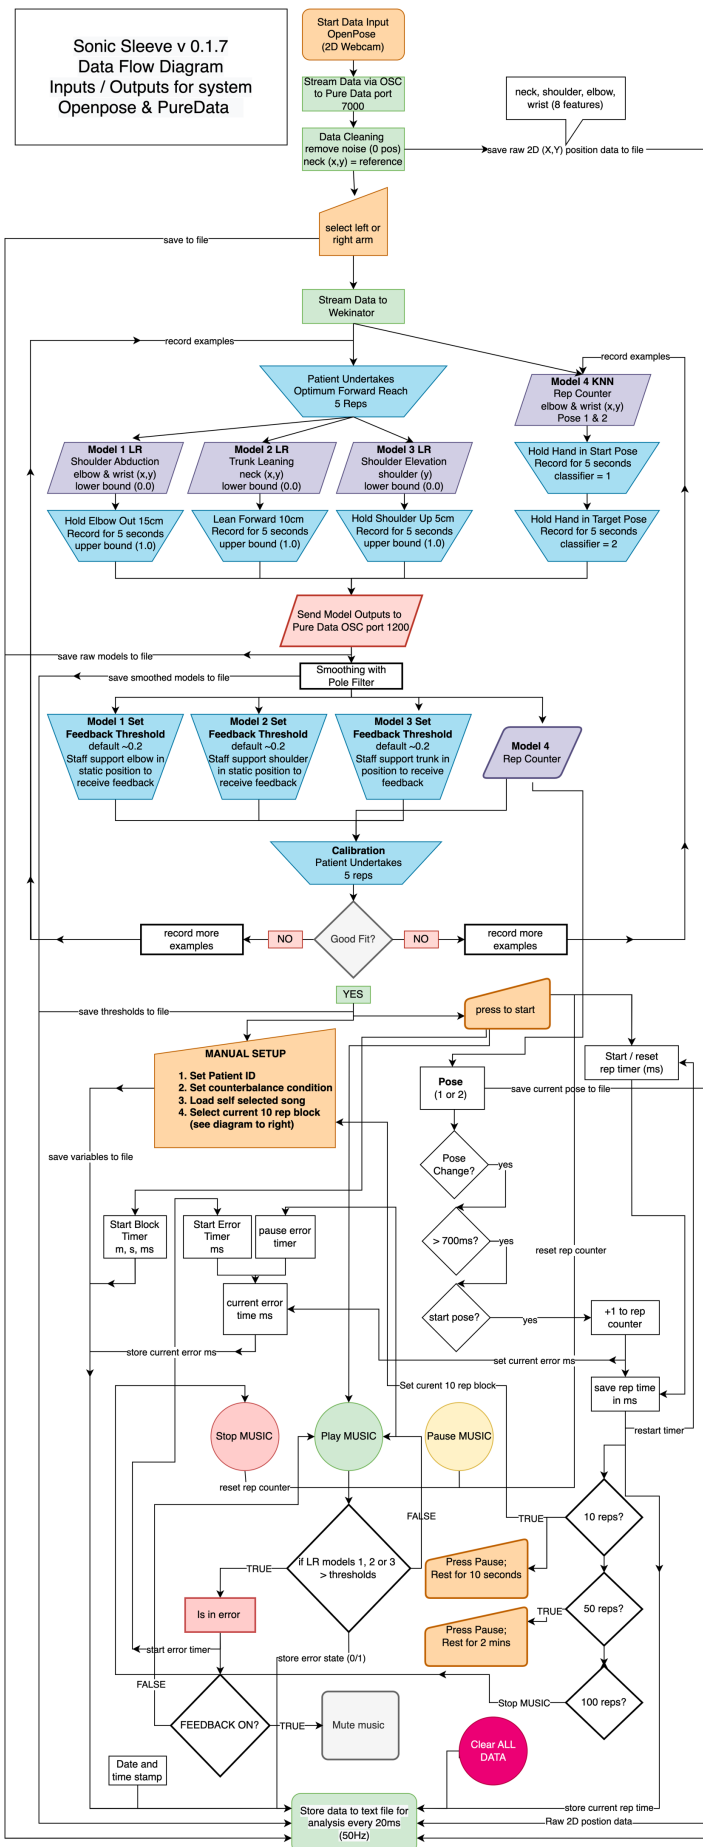 Sonic Sleeve v 0.1.7
Data Flow Diagram
Inputs / Outputs for system
Openpose & PureData
Start Data Input
OpenPose
(2D Webcam)
Stream Data via OSC
to Pure Data port
7000
neck, shoulder, elbow,
wrist (8 features)
Data Cleaning
remove noise (0 pos)
neck (x,y) = reference
save raw 2D (X,Y) position data to file
select left or
right arm
save to file
Stream Data to
Wekinator
record examples
record examples
Patient Undertakes
Optimum Forward Reach
5 Reps
Model 4 KNN
Rep Counter
elbow & wrist (x,y)
Pose 1 & 2
Model 1 LR
Shoulder Abduction
elbow & wrist (x,y)
lower bound (0.0)
Model 2 LR
Trunk Leaning
neck (x,y)
lower bound (0.0)
Model 3 LR
Shoulder Elevation
shoulder (y)
lower bound (0.0)
Hold Hand in Start Pose
Record for 5 seconds
classifier = 1
Hold Elbow Out 15cm
Record for 5 seconds
upper bound (1.0)
Lean Forward 10cm
Record for 5 seconds
upper bound (1.0)
Hold Shoulder Up 5cm
Record for 5 seconds
upper bound (1.0)
Hold Hand in Target Pose
Record for 5 seconds
classifier = 2
Send Model Outputs to
Pure Data OSC port 1200
save raw models to file
Smoothing with
Pole Filter
save smoothed models to file
Model 1 Set
Feedback Threshold
default ~0.2
Staff support elbow in
static position to
receive feedback
Model 2 Set
Feedback Threshold
default ~0.2
Staff support shoulder
in static position to
receive feedback
Model 3 Set
Feedback Threshold
default ~0.2
Staff support trunk in
position to receive
feedback
Model 4
Rep Counter
Calibration
Patient Undertakes
5 reps
record more
examples
NO
Good Fit?
NO
record more
examples
YES
save thresholds to file
press to start
MANUAL SETUP
1. Set Patient ID
2. Set counterbalance condition
3. Load self selected song
4. Select current 10 rep block
(see diagram to right)
Start / reset
rep timer (ms)
Pose
(1 or 2)
save current pose to file
save variables to file
Pose
Change?
yes
Start Block
Timer
m, s, ms
Start Error
Timer
ms
pause error
timer
> 700ms?
yes
reset rep counter
current error
time ms
start pose?
yes
+1 to rep
counter
store current error ms
set current error ms
Set curent 10 rep block
save rep time
in ms
restart timer
Stop MUSIC
Play MUSIC
Pause MUSIC
reset rep counter
FALSE
TRUE
10 reps?
if LR models 1, 2 or 3
> thresholds
TRUE
Press Pause;
Rest for 10 seconds
Is in error
TRUE
50 reps?
Press Pause;
Rest for 2 mins
start error timer
store error state (0/1)
FALSE
FEEDBACK ON?
TRUE
Mute music
Stop MUSIC
100 reps?
Clear ALL
DATA
Date and
time stamp
Store data to text file for
analysis every 20ms
(50Hz)
store current rep time
Raw 2D postion data